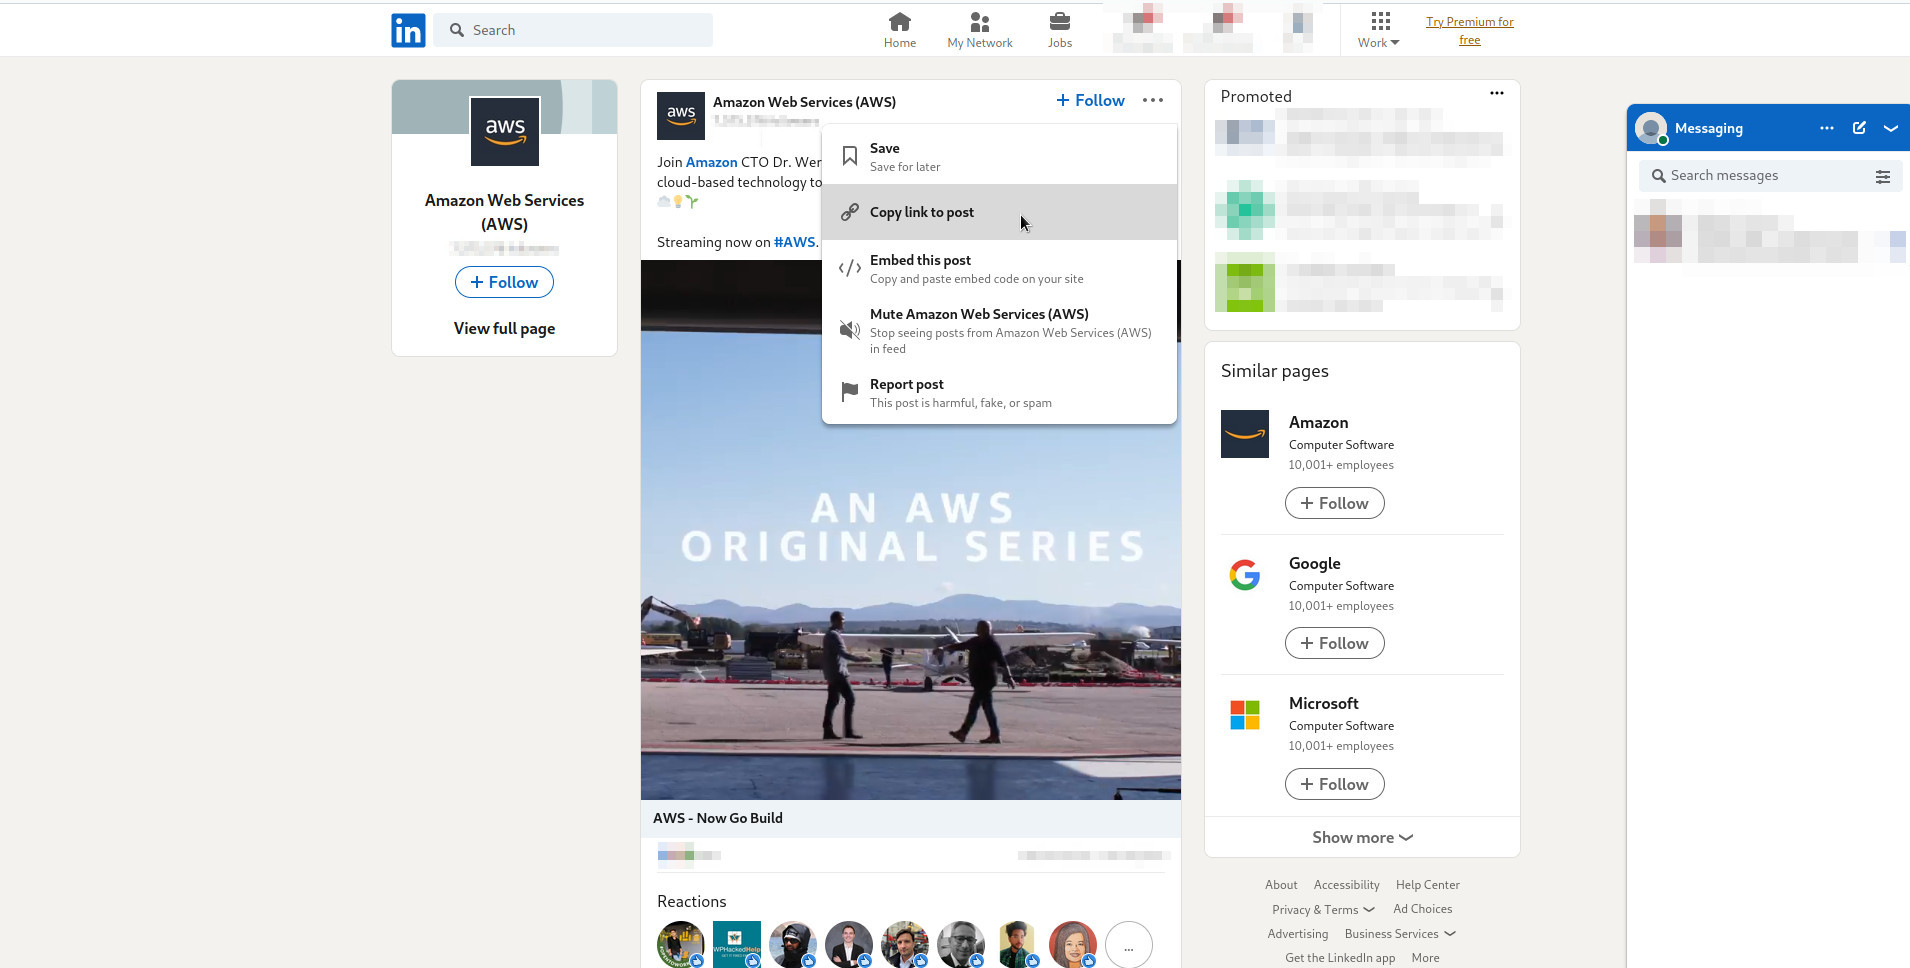 in
Search
Home
My Network
Jobs
Work
Try Premium for
free
aws
Amazon Web Services
(AWS)
+ Follow
View full page
aws
Amazon Web Services (AWS)
+ Follow
Join Amazon CTO Dr. Wer
cloud-based technology to
Streaming now on #AWS.
Save
Save for later
Copy link to post
Embed this post
Copy and paste embed code on your site
Mute Amazon Web Services (AWS)
Stop seeing posts from Amazon Web Services (AWS)
in feed
Report post
This post is harmful, fake, or spam
AN AWS
ORIGINAL SERIES
AWS - Now Go Build
Reactions
WPHackedHelp
...
Promoted
Similar pages
Amazon
Computer Software
10,001+ employees
+ Follow
Google
Computer Software
10,001+ employees
+ Follow
Microsoft
Computer Software
10,001+ employees
+ Follow
Show more
About Accessibility Help Center
Privacy & Terms Ad Choices
Advertising Business Services
Get the LinkedIn app More
Messaging
Search messages